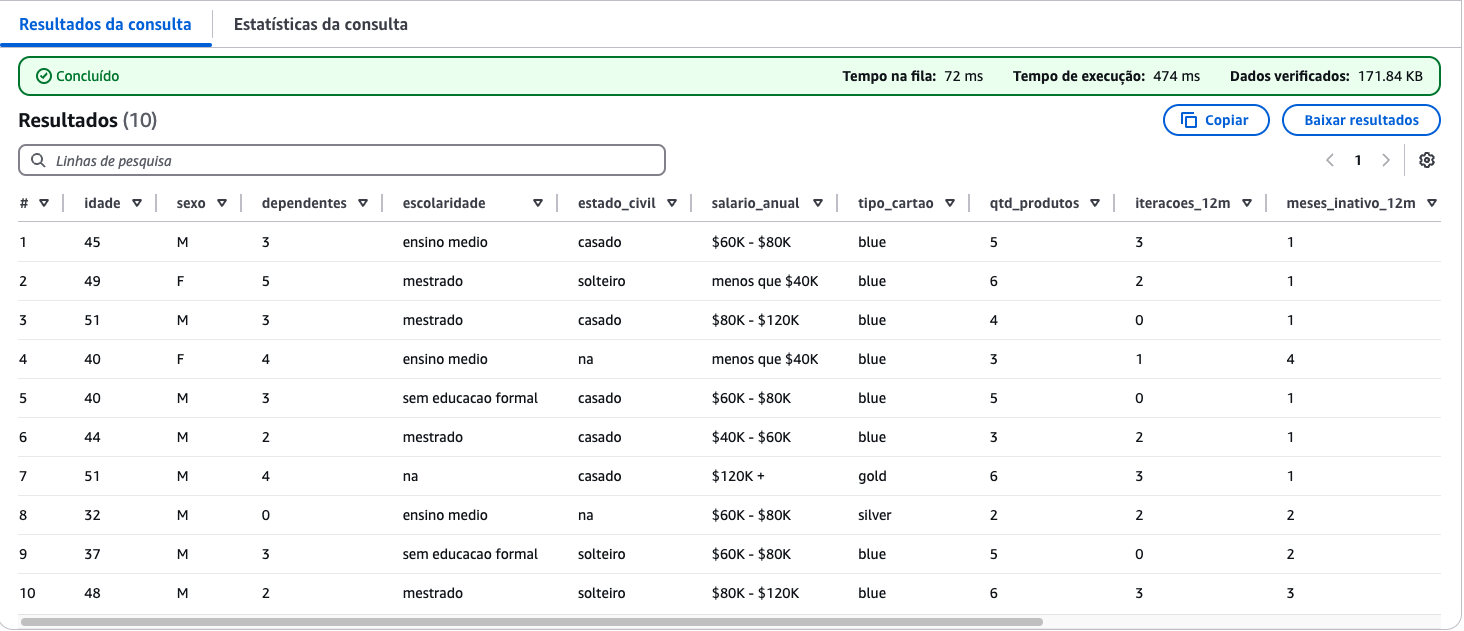 Resultados da consulta Estatísticas da consulta
Concluído Tempo na fila: 72 ms Tempo de execução: 474 ms Dados verificados: 171.84 KB
Resultados (10) Copiar Baixar resultados
Linhas de pesquisa 1
# idade sexo dependentes escolaridade estado_civil salario_anual tipo_cartao qtd_produtos iteracoes_12m meses_inativo_12m
1 45 M 3 ensino medio casado $60K - $80K blue 5 3 1
2 49 F 5 mestrado solteiro menos que $40K blue 6 2 1
3 51 M 3 mestrado casado $80K - $120K blue 4 0 1
4 40 F 4 ensino medio na menos que $40K blue 3 1 4
5 40 M 3 sem educacao formal casado $60K - $80K blue 5 0 1
6 44 M 2 mestrado casado $40K - $60K blue 3 2 1
7 51 M 4 na casado $120K + gold 6 3 1
8 32 M 0 ensino medio na $60K - $80K silver 2 2 2
9 37 M 3 sem educacao formal solteiro $60K - $80K blue 5 0 2
10 48 M 2 mestrado solteiro $80K - $120K blue 6 3 3